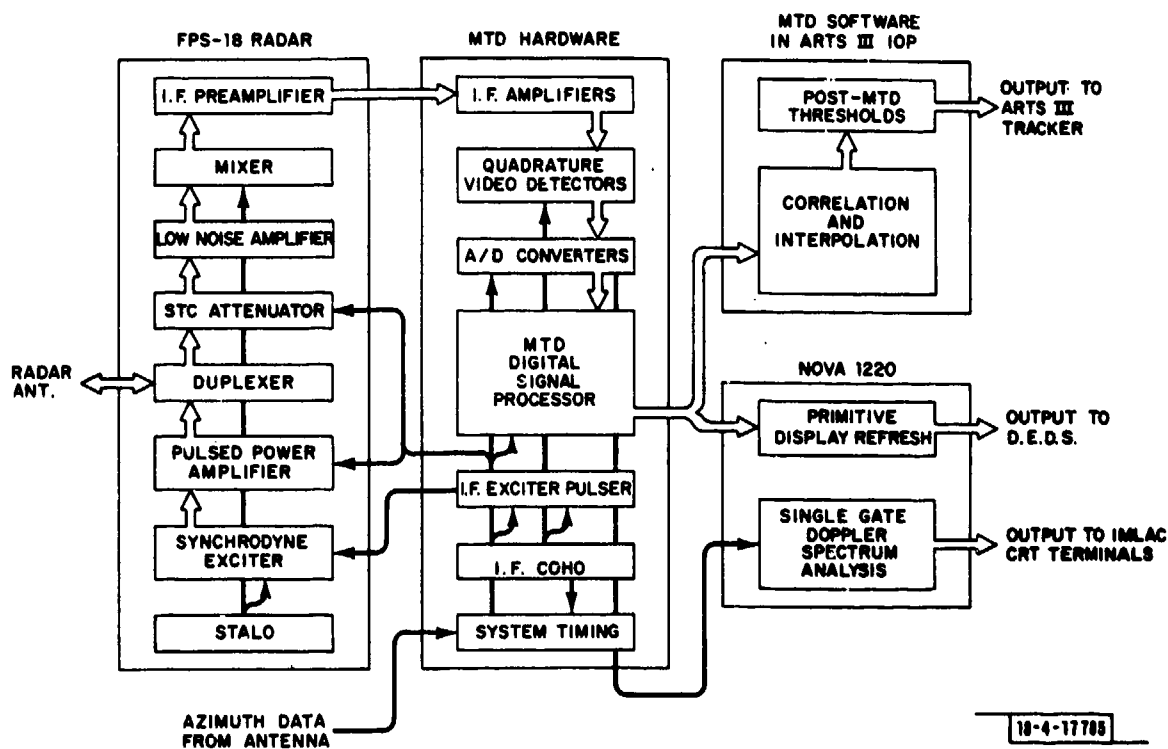 FPS-18 RADAR
I.F. PREAMPLIFIER
MIXER
LOW NOISE AMPLIFIER
STC ATTENUATOR
DUPLEXER
PULSED POWER
AMPLIFIER
SYNCHRODYNE
EXCITER
STALO
RADAR
ANT.
AZIMUTH DATA
FROM ANTENNA
MTD HARDWARE
I.F. AMPLIFIERS
QUADRATURE
VIDEO DETECTORS
A/D CONVERTERS
MTD
DIGITAL
SIGNAL
PROCESSOR
I.F. EXCITER PULSER
I.F. COHO
SYSTEM TIMING
MTD SOFTWARE
IN ARTS III IOP
POST-MTD
THRESHOLDS
CORRELATION
AND
INTERPOLATION
OUTPUT TO
ARTS III
TRACKER
NOVA 1220
PRIMITIVE
DISPLAY REFRESH
OUTPUT TO
D.E.D.S.
SINGLE GATE
DOPPLER
SPECTRUM
ANALYSIS
OUTPUT TO IMLAC
CRT TERMINALS
18-4-17785